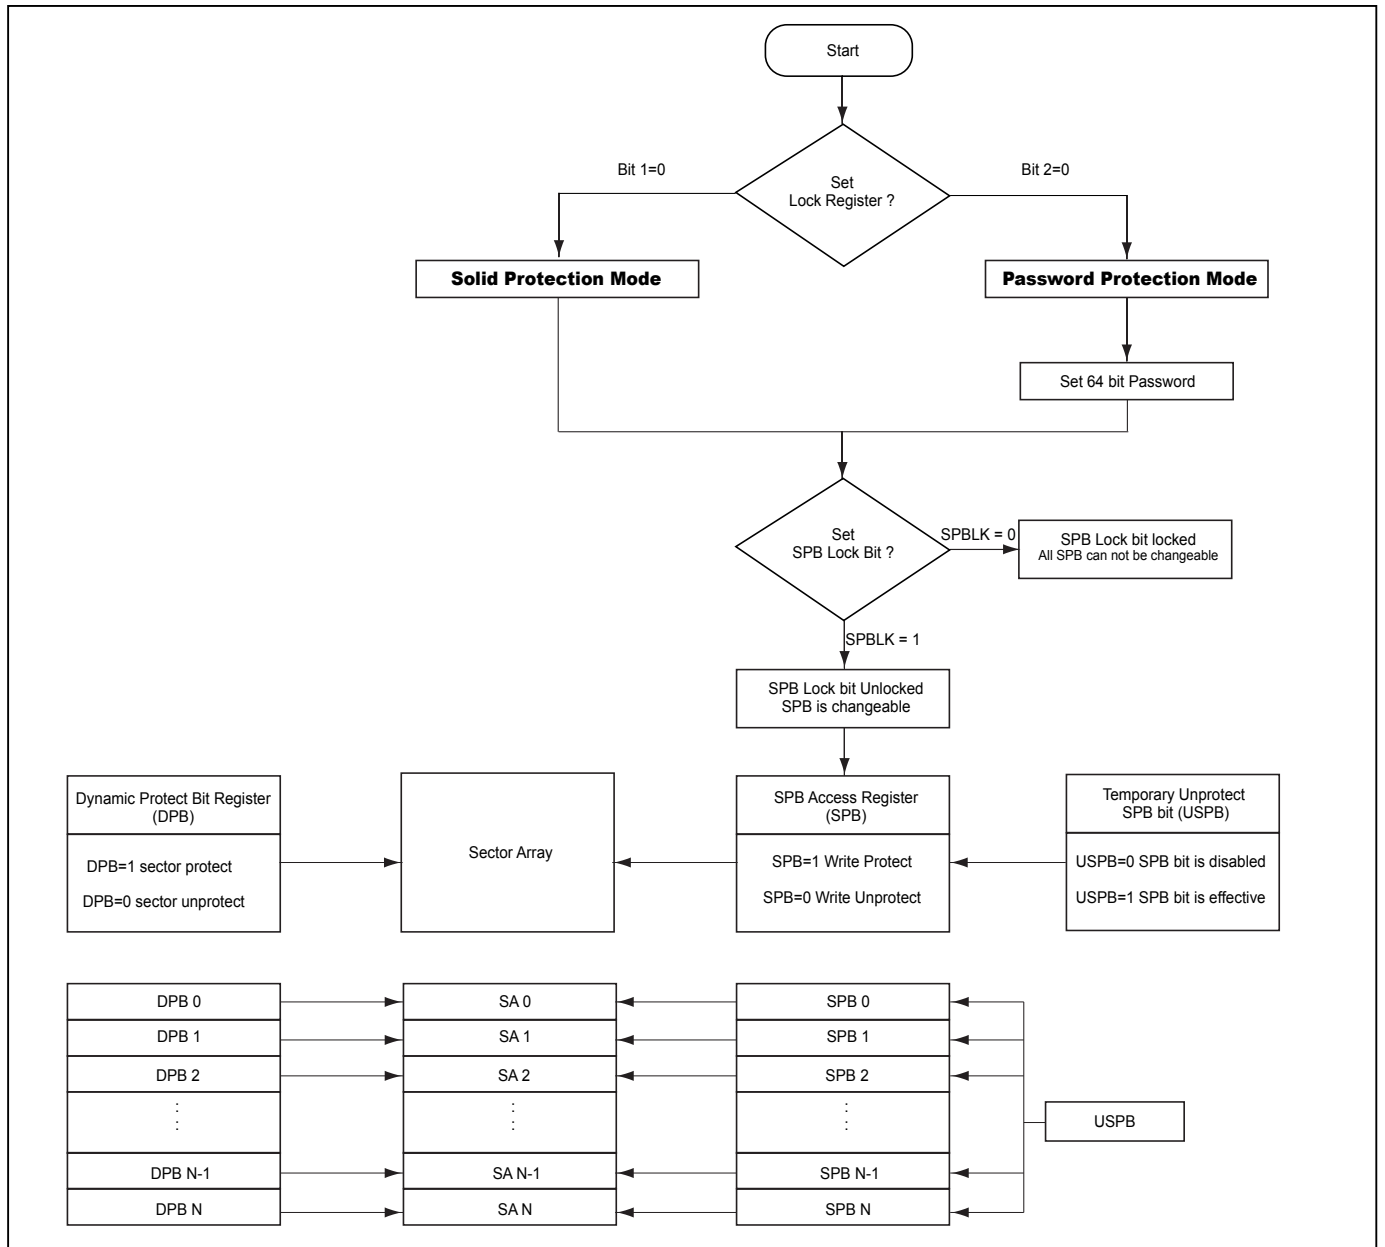 Start
Bit 1=0
Bit 2=0
Set
Lock Register ?
Solid Protection Mode
Password Protection Mode
Set 64 bit Password
Set
SPB Lock Bit ?
SPBLK = 0
SPB Lock bit locked
All SPB can not be changeable
SPBLK = 1
SPB Lock bit Unlocked
SPB is changeable
Dynamic Protect Bit Register
(DPB)
DPB=1 sector protect
DPB=0 sector unprotect
Sector Array
SPB Access Register
(SPB)
SPB=1 Write Protect
SPB=0 Write Unprotect
Temporary Unprotect
SPB bit (USPB)
USPB=0 SPB bit is disabled
USPB=1 SPB bit is effective
DPB 0
SA 0
SPB 0
DPB 1
SA 1
SPB 1
DPB 2
SA 2
SPB 2
: : : :
USPB
DPB N-1
SA N-1
SPB N-1
DPB N
SA N
SPB N